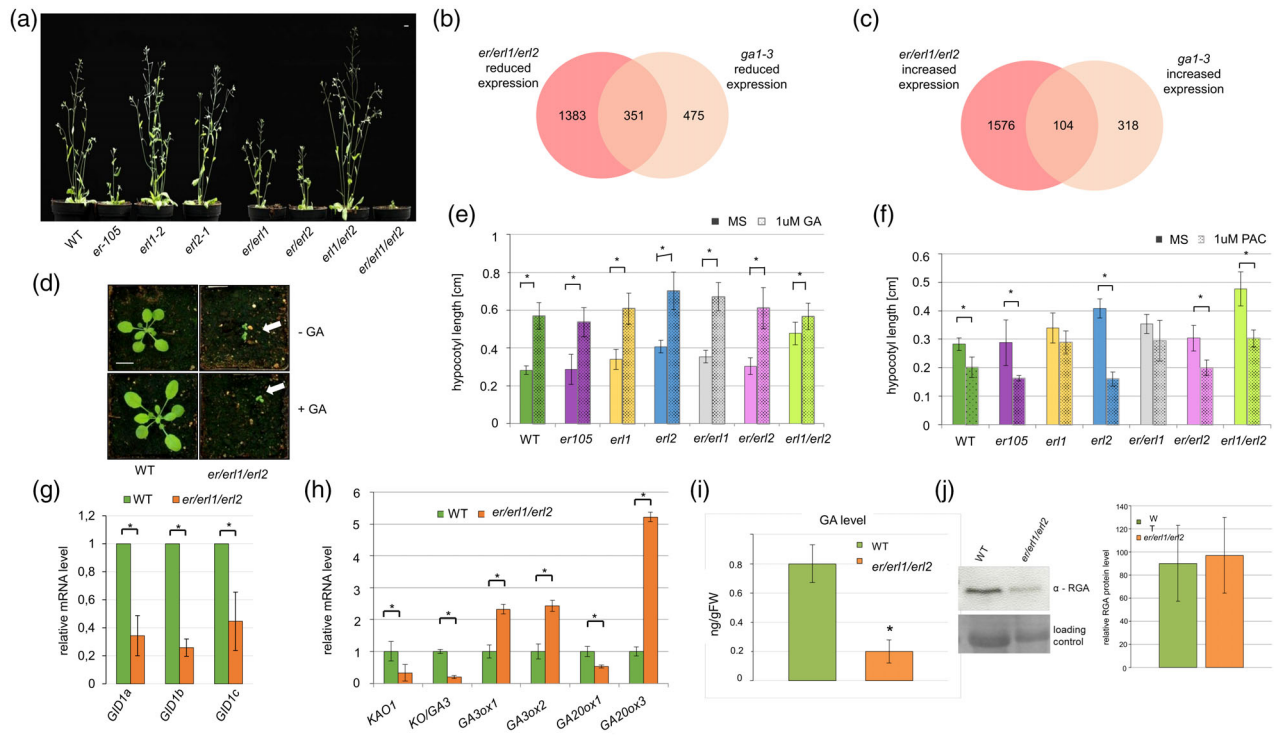 (a)
WT
er-105
erl1-2
erl2-1
er/erl1
er/erl2
erl1/erl2
er/erl1/erl2
(b)
er/erl1/erl2
reduced
expression
ga1-3
reduced
expression
1383
351
475
(c)
er/erl1/erl2
increased
expression
ga1-3
increased
expression
1576
104
318
(d)
- GA
+ GA
WT
er/erl1/erl2
(e)
MS
1uM GA
hypocotyl length [cm]
1
0.8
0.6
0.4
0.2
0
* * * * * * *
WT
er105
erl1
erl2
er/erl1
er/erl2
erl1/erl2
(f)
MS
1uM PAC
hypocotyl length [cm]
0.6
0.5
0.4
0.3
0.2
0.1
0
* * * * *
WT
er105
erl1
erl2
er/erl1
er/erl2
erl1/erl2
(g)
WT
er/erl1/erl2
relative mRNA level
1,2
1
0,8
0,6
0,4
0,2
0
* * *
GID1a
GID1b
GID1c
(h)
WT
er/erl1/erl2
relative mRNA level
6
5
4
3
2
1
0
* * * * * *
KAO1
KO/GA3
GA3ox1
GA3ox2
GA20ox1
GA20ox3
(i)
GA level
WT
er/erl1/erl2
ng/gFW
0.8
0.6
0.4
0.2
0
*
(j)
WT
er/erl1/erl2
α - RGA
loading
control
W
T
er/erl1/erl2
relative RGA protein level
140
120
100
80
60
40
20
0